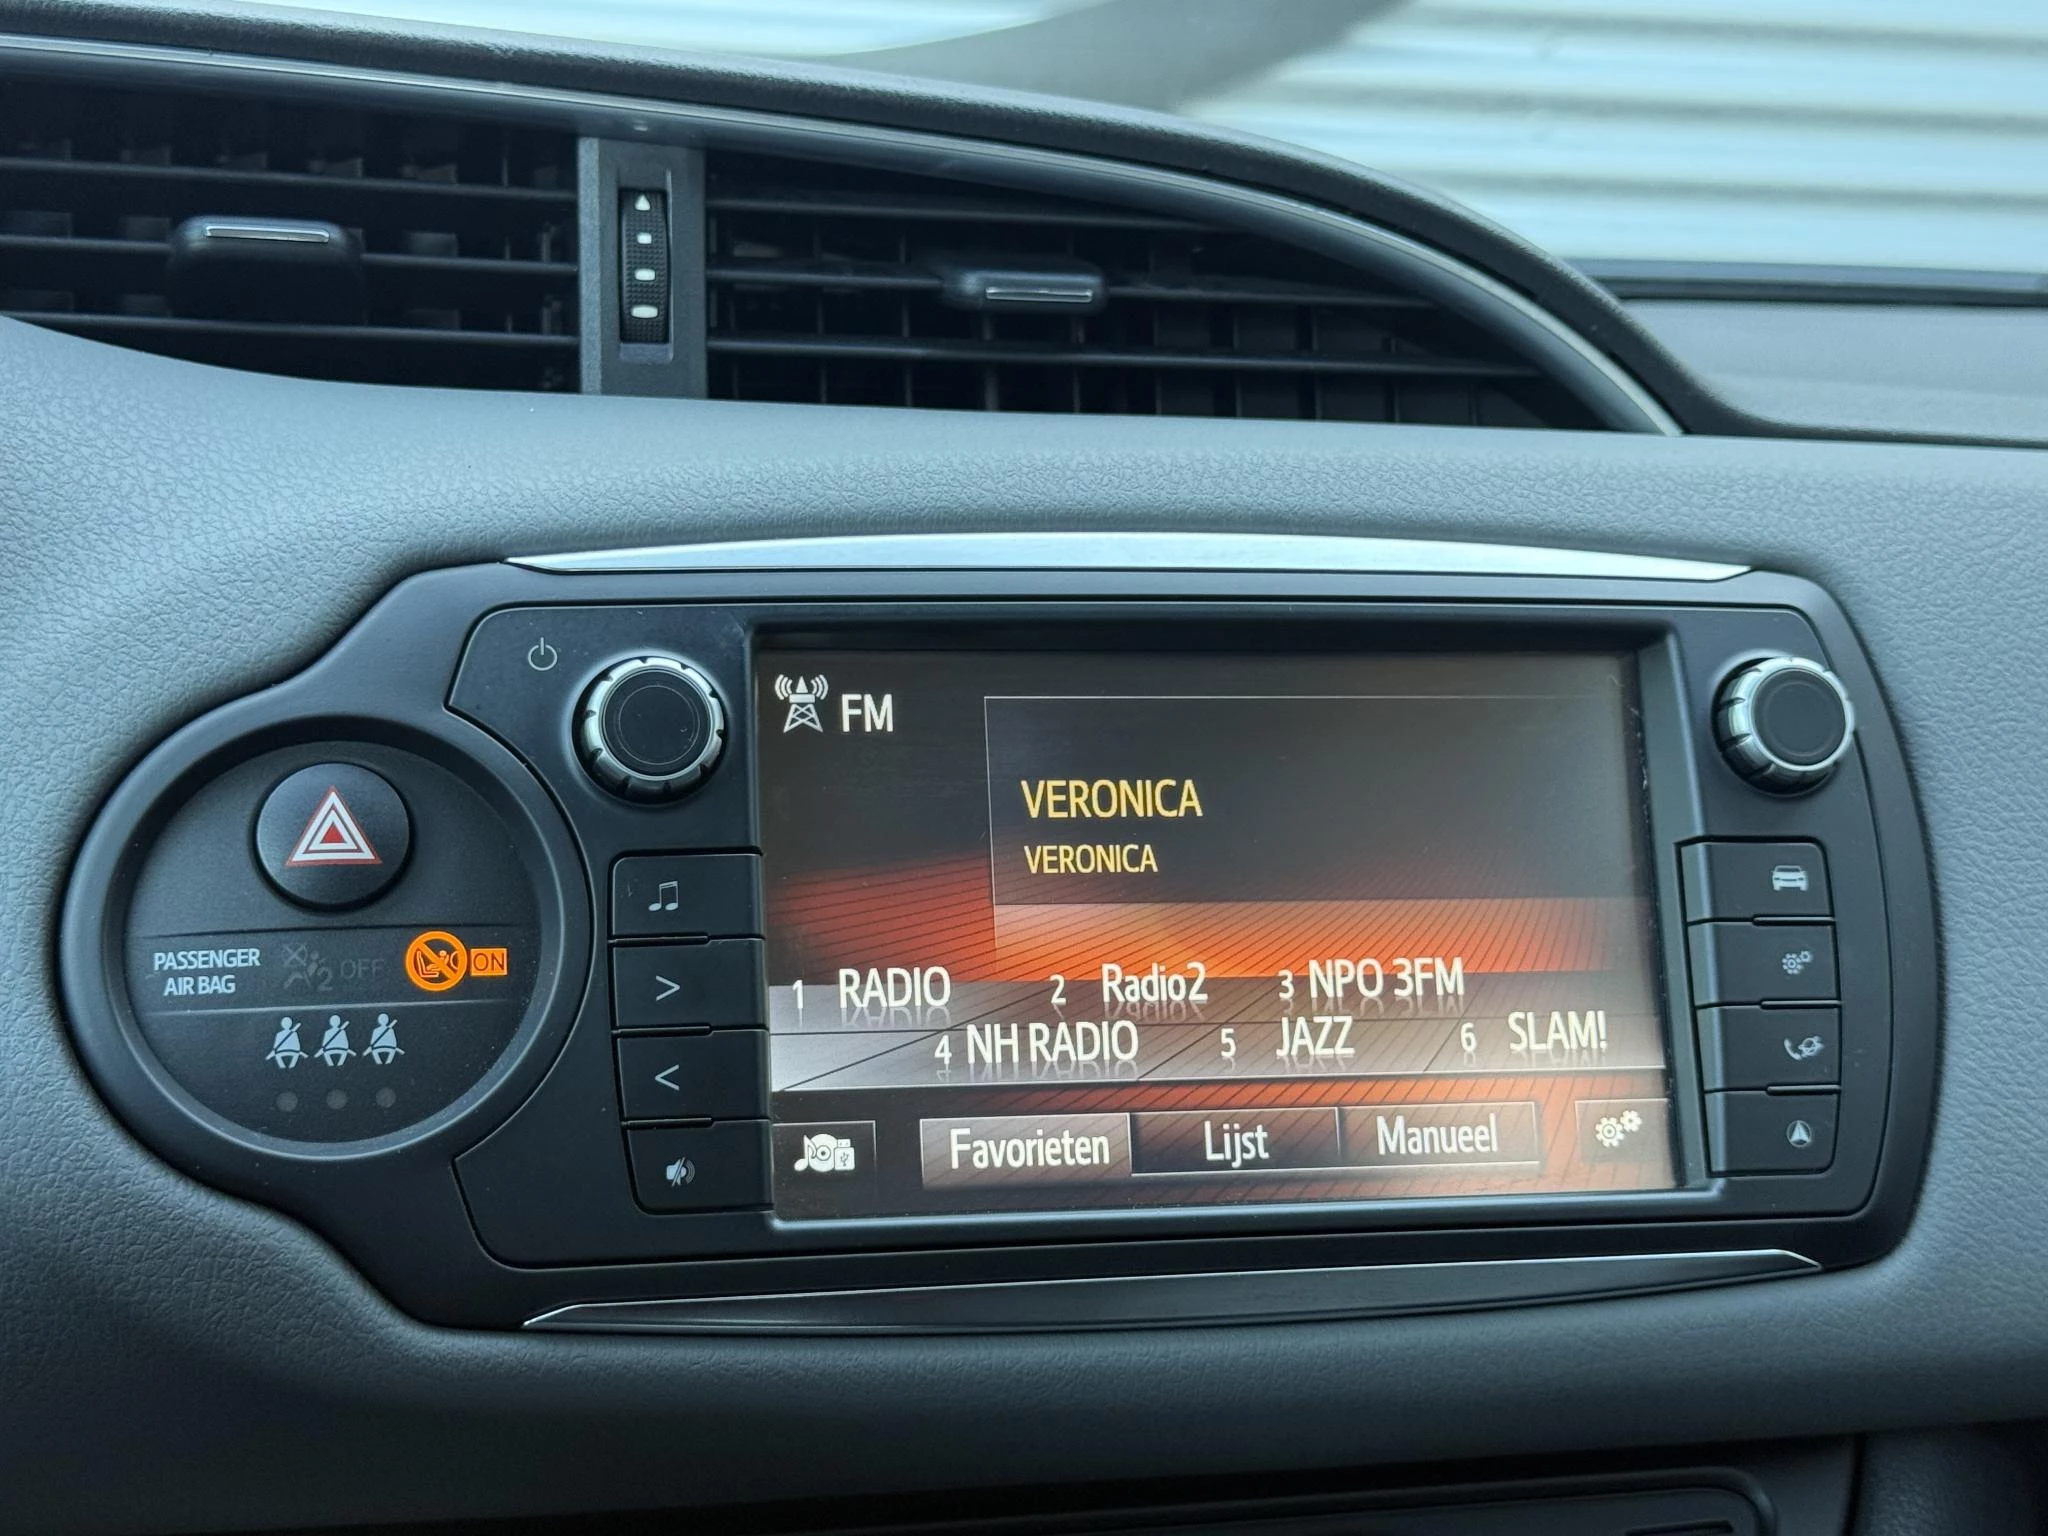 FM
VERONICA
VERONICA
1 RADIO 2 Radio2 3 NPO 3FM
4 NH RADIO 5 JAZZ 6 SLAM!
Favorieten Lijst Manueel
PASSENGER
AIR BAG
2 OFF ON